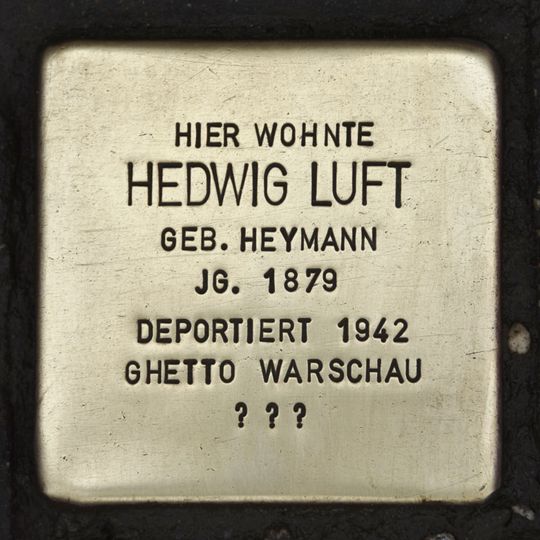 HIER WOHNTE
HEDWIG LUFT
GEB. HEYMANN
JG. 1879
DEPORTIERT 1942
GHETTO WARSCHAU
? ? ?